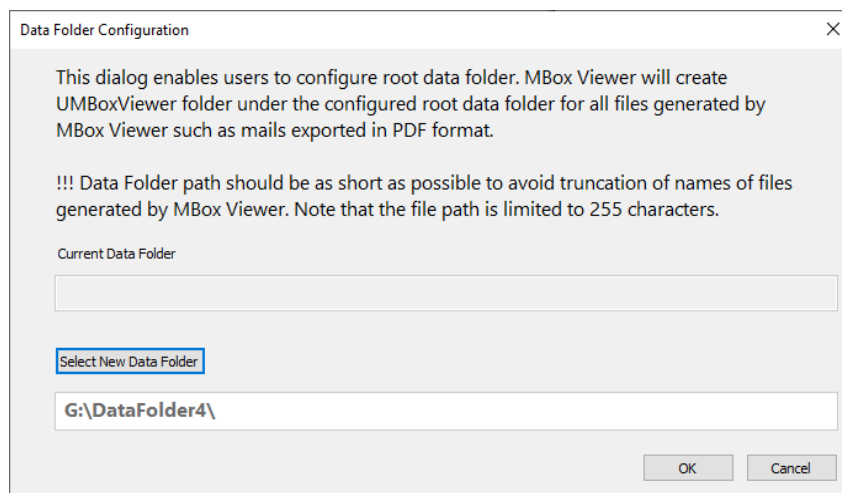 Data Folder Configuration
This dialog enables users to configure root data folder. MBox Viewer will create
UMBoxViewer folder under the configured root data folder for all files generated by
MBox Viewer such as mails exported in PDF format.
!!! Data Folder path should be as short as possible to avoid truncation of names of files
generated by MBox Viewer. Note that the file path is limited to 255 characters.
Current Data Folder
Select New Data Folder
G:\DataFolder4\
OK
Cancel